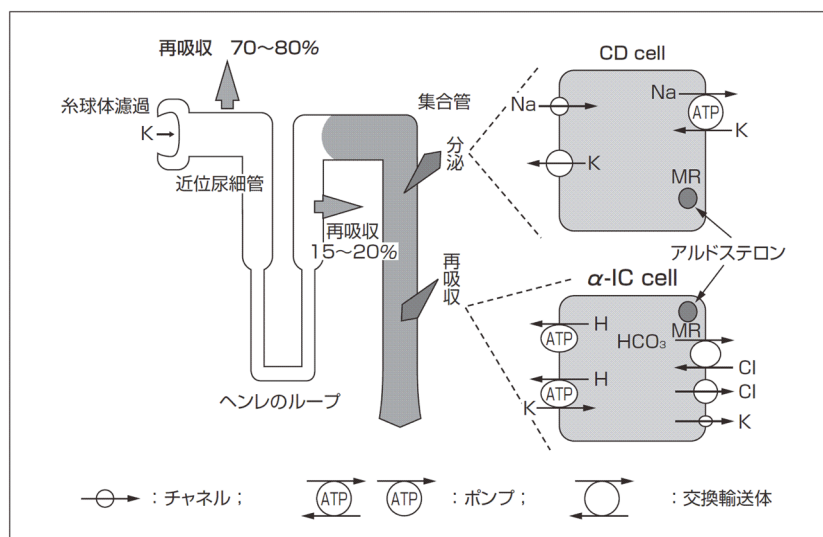 再吸収 70〜80%
糸球体濾過
K
近位尿細管
再吸収
15〜20%
ヘンレのループ
集合管
分泌
再吸収
CD cell
Na
K
Na
ATP
K
MR
アルドステロン
α-IC cell
MR
ATP
H
HCO₃
Cl
ATP
H
K
Cl
K
：チャネル；
ATP
ATP
：ポンプ；
：交換輸送体